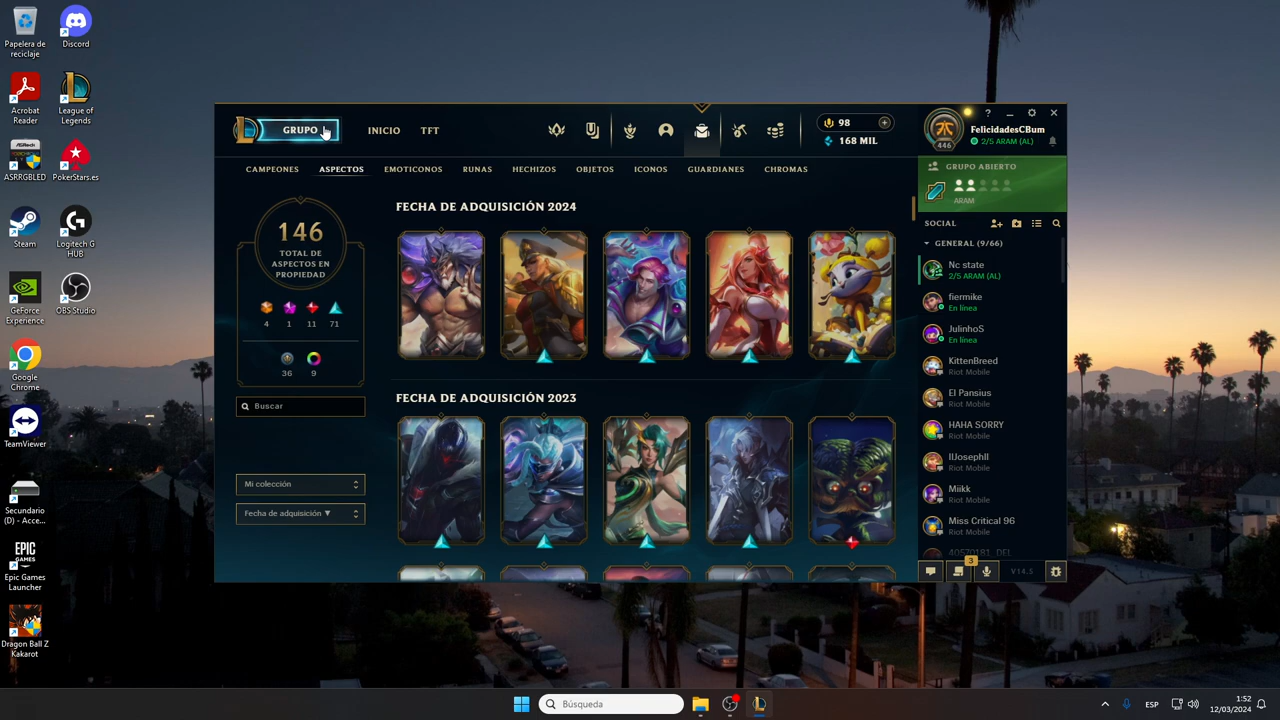 Papelera de
reciclaje
Discord
Acrobat
Reader
League of
Legends
ASRRGBLED
PokerStars.es
Steam
Logitech G
HUB
GeForce
Experience
OBS Studio
Google
Chrome
TeamViewer
Secundario
(D) - Acce...
Epic Games
Launcher
Dragon Ball Z
Kakarot
GRUPO
INICIO
TFT
98
168 MIL
446
FelicidadesCBum
2/5 ARAM (AL)
CAMPEONES
ASPECTOS
EMOTICONOS
RUNAS
HECHIZOS
OBJETOS
ICONOS
GUARDIANES
CHROMAS
146
TOTAL DE
ASPECTOS EN
PROPIEDAD
4
1
11
71
36
9
Buscar
Mi colección
Fecha de adquisición ▼
FECHA DE ADQUISICIÓN 2024
FECHA DE ADQUISICIÓN 2023
GRUPO ABIERTO
ARAM
SOCIAL
GENERAL (9/66)
Nc state
2/5 ARAM (AL)
fiermike
En línea
JulinhoS
En línea
KittenBreed
Riot Mobile
El Pansius
Riot Mobile
HAHA SORRY
Riot Mobile
Riot Mobile
Miikk
Riot Mobile
Miss Critical 96
Riot Mobile
40570181_DEL
3
V14.5
Búsqueda
ESP
1:52
12/03/2024